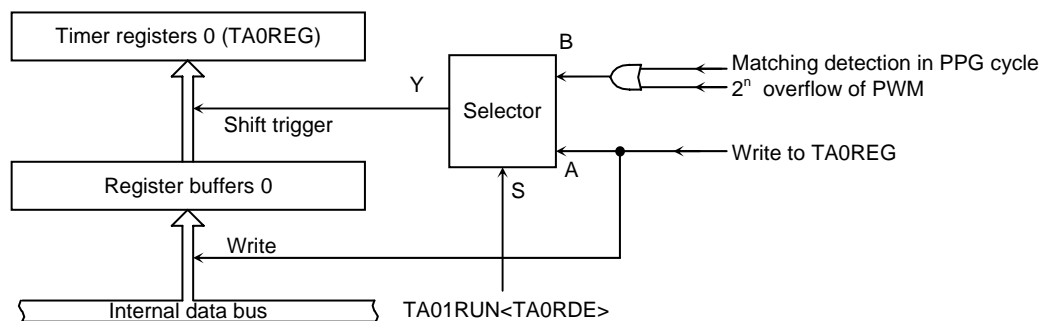 Timer registers 0 (TA0REG)
B
Matching detection in PPG cycle
2ⁿ overflow of PWM
Y
Selector
Shift trigger
Write to TA0REG
A
Register buffers 0
S
Write
Internal data bus
TA01RUN<TA0RDE>